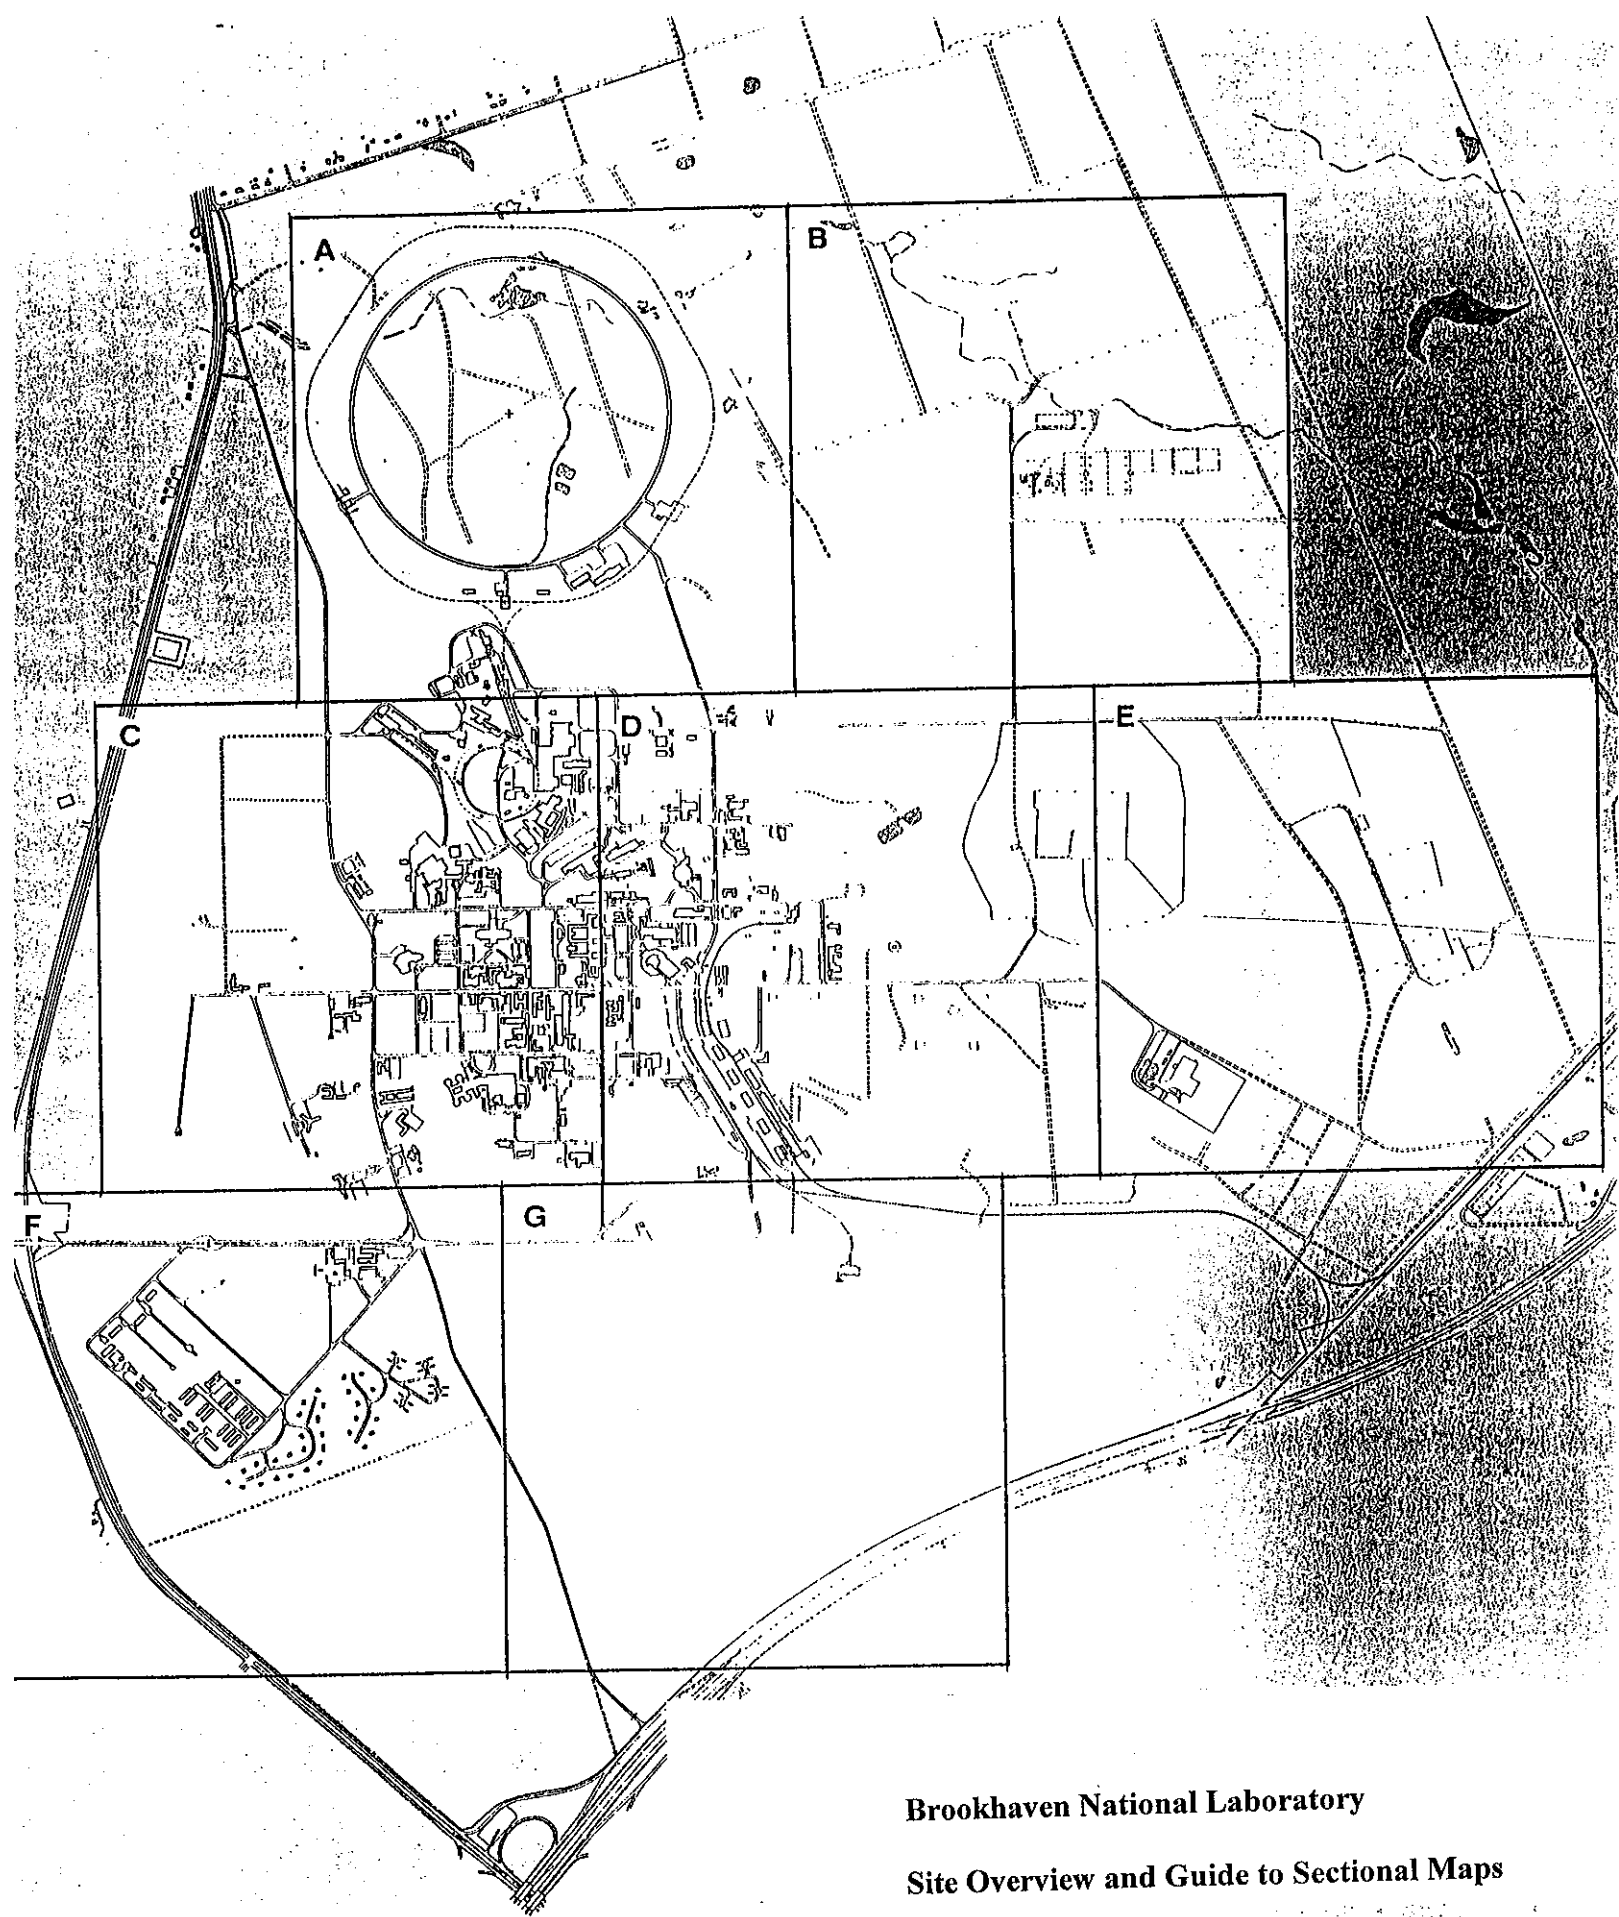 A
B
C
D
E
F
G
Brookhaven National Laboratory
Site Overview and Guide to Sectional Maps